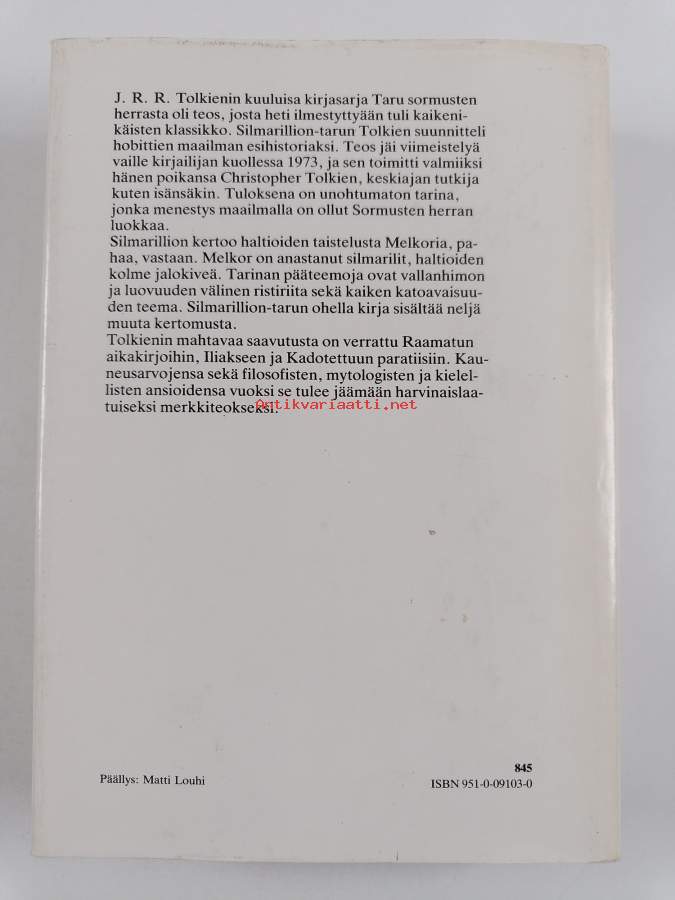 J. R. R. Tolkienin kuuluisa kirjasarja Taru sormusten
herrasta oli teos, josta heti ilmestyttyään tuli kaikeni-
käisten klassikko. Silmarillion-tarun Tolkien suunnitteli
hobittien maailman esihistoriaksi. Teos jäi viimeistelyä
vaille kirjailijan kuollessa 1973, ja sen toimitti valmiiksi
hänen poikansa Christopher Tolkien, keskiajan tutkija
kuten isänsäkin. Tuloksena on unohtumaton tarina,
jonka menestys maailmalla on ollut Sormusten herran
luokkaa.
Silmarillion kertoo haltioiden taistelusta Melkoria, pa-
haa, vastaan. Melkor on anastanut silmarilit, haltioiden
kolme jalokiveä. Tarinan pääteemoja ovat vallanhimon
ja luovuuden välinen ristiriita sekä kaiken katoavaisuu-
den teema. Silmarillion-tarun ohella kirja sisältää neljä
muuta kertomusta.
Tolkienin mahtavaa saavutusta on verrattu Raamatun
aikakirjoihin, Iliakseen ja Kadotettuun paratiisiin. Kau-
neusarvojensa sekä filosofisten, mytologisten ja kielel-
listen ansioidensa vuoksi se tulee jäämään harvinaislaa-
tuiseksi merkkiteokseksi.
Antikvariaatti.net
845
Päällys: Matti Louhi
ISBN 951-0-09103-0